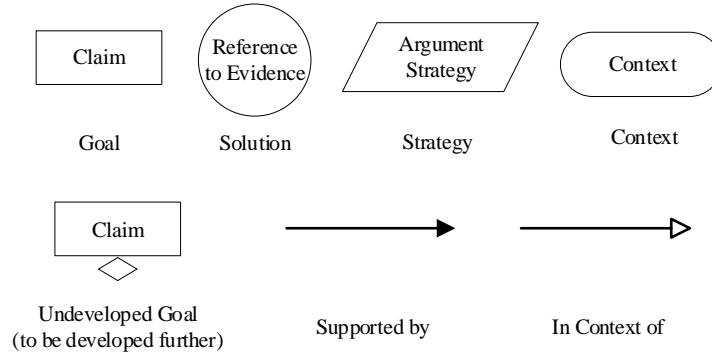 Claim
Reference
to Evidence
Argument
Strategy
Context
Goal
Solution
Strategy
Context
Claim
Undeveloped Goal
(to be developed further)
Supported by
In Context of